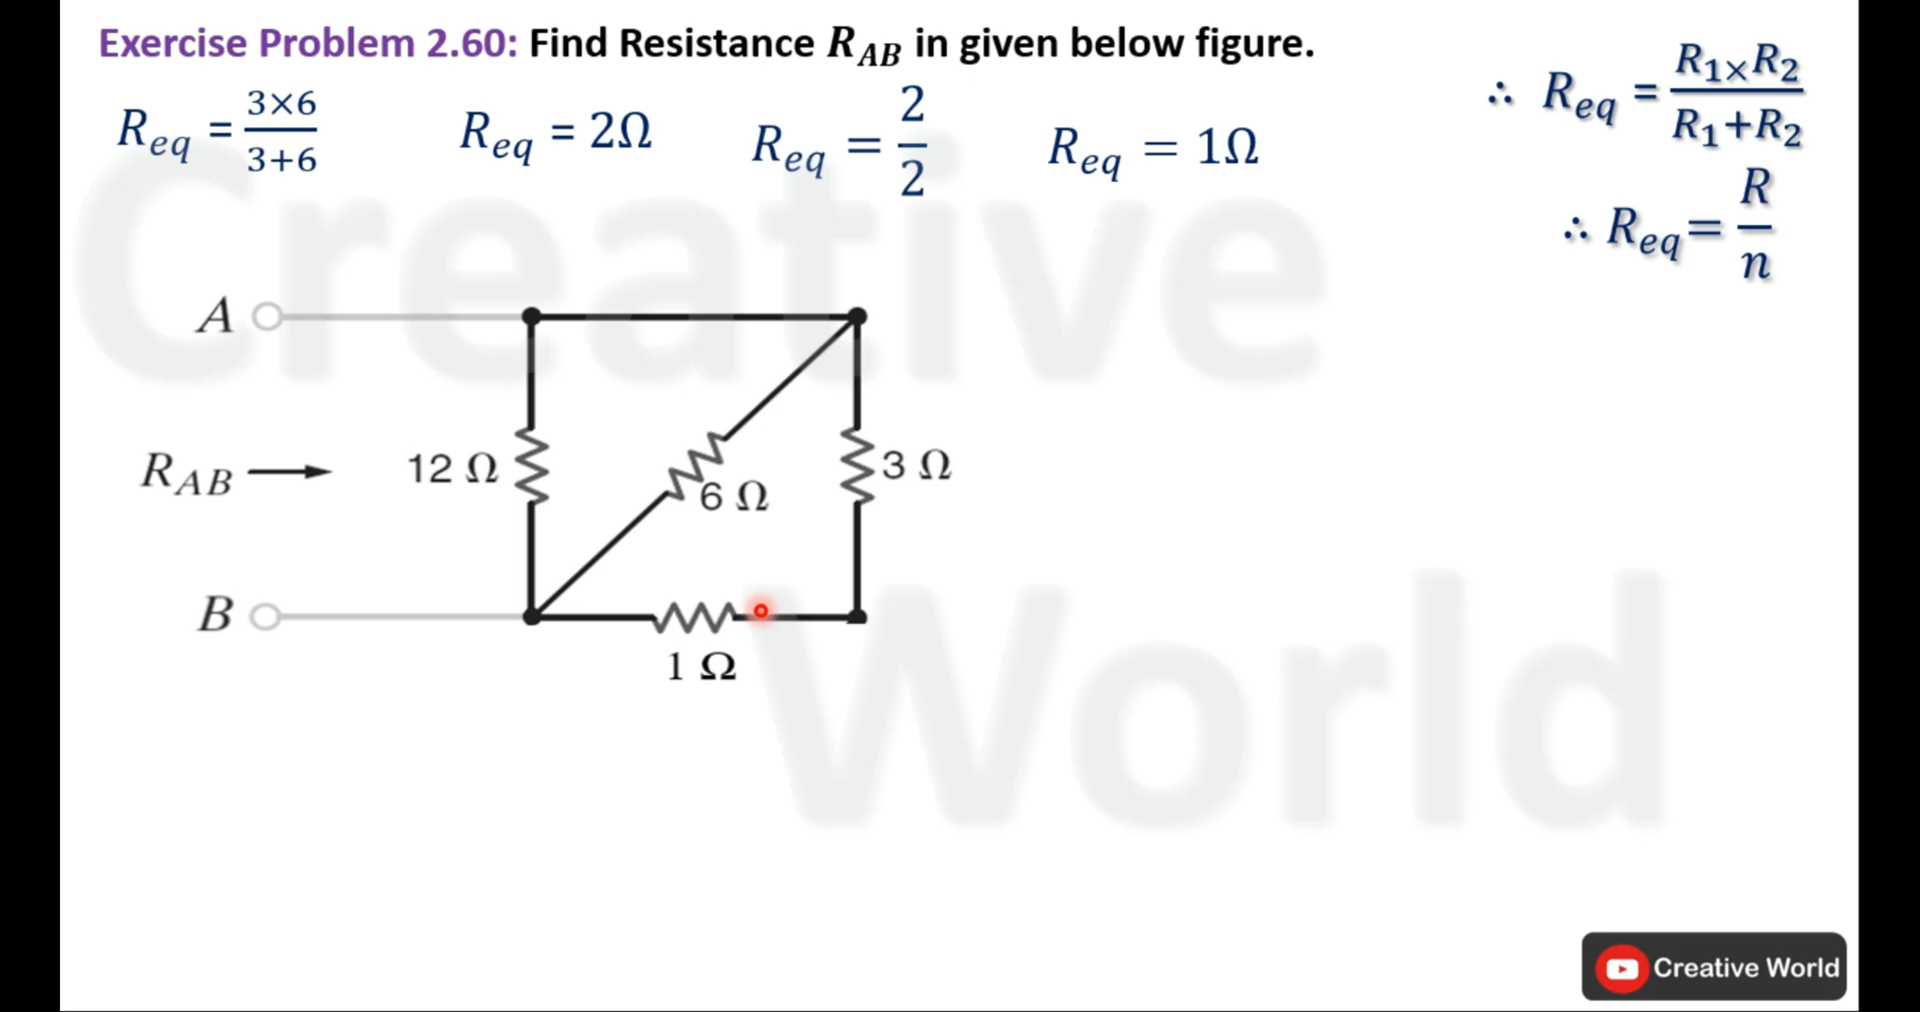 Exercise Problem 2.60: Find Resistance R_AB in given below figure.
R_eq = 3×6/3+6 R_eq = 2Ω R_eq = 2/2 R_eq = 1Ω
∴ R_eq = R₁×R₂/R₁+R₂
∴ R_eq = R/n
Creative
A
R_AB
12 Ω
6 Ω
3 Ω
B
1 Ω
World
Creative World